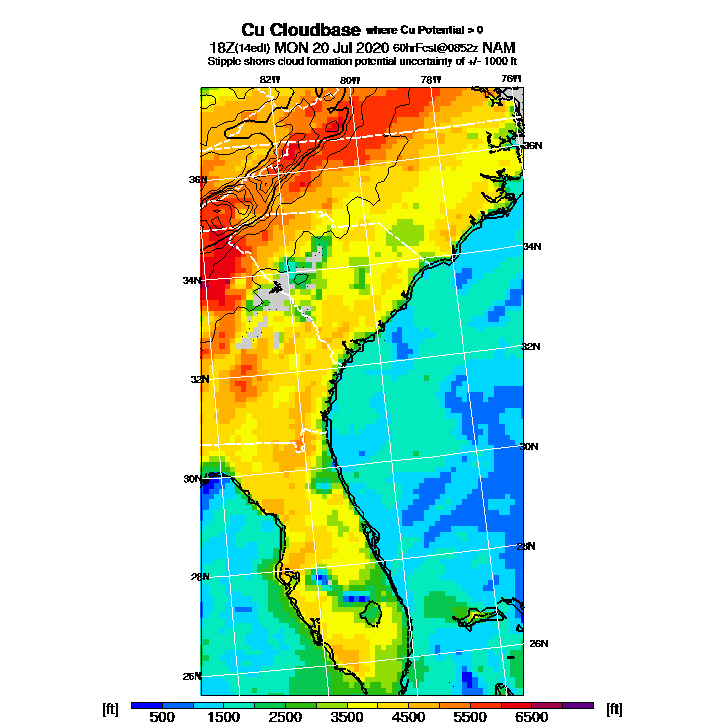 Cu Cloudbase where Cu Potential > 0
18Z(14edt) MON 20 Jul 2020 60hrFcst@0852z NAM
Stipple shows cloud formation potential uncertainty of +/- 1000 ft
82W 80W 78W 76W
36N
36N
34N
34N
32N
32N
30N
30N
28N
28N
26N
26N
[ft] 500 1500 2500 3500 4500 5500 6500 [ft]